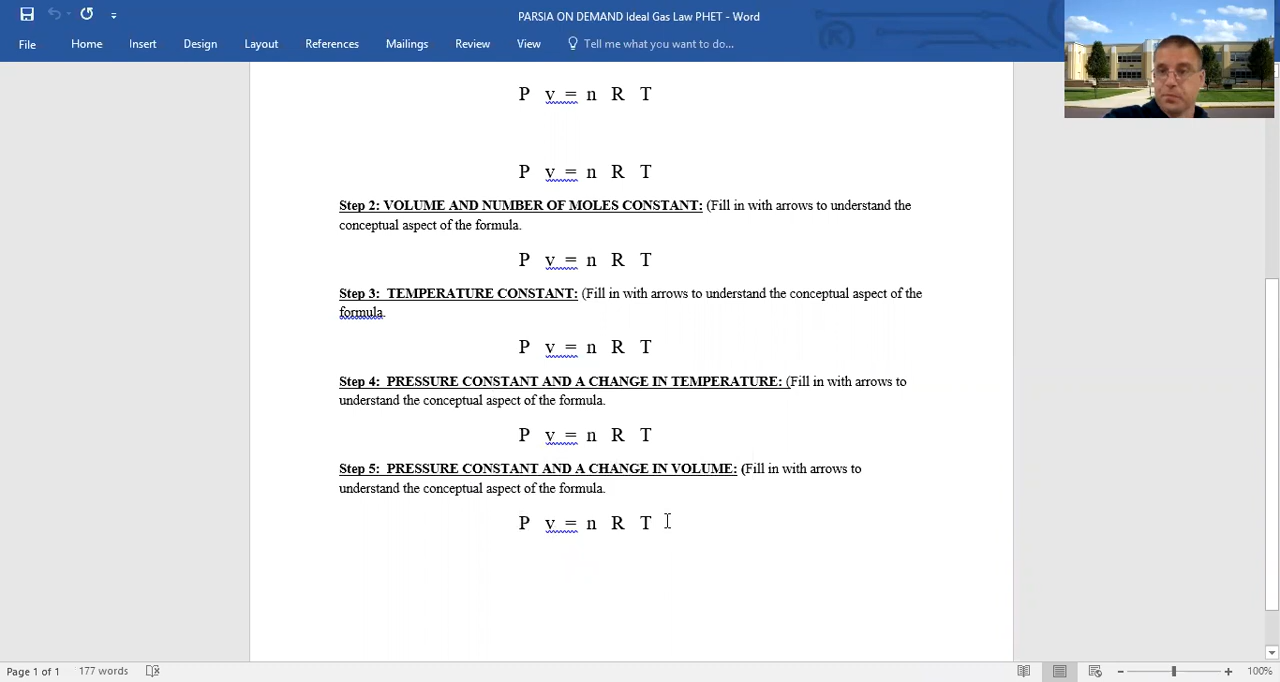 PARSIA ON DEMAND Ideal Gas Law PHET - Word
File Home Insert Design Layout References Mailings Review View Tell me what you want to do...
P v = n R T
P v = n R T
Step 2: VOLUME AND NUMBER OF MOLES CONSTANT: (Fill in with arrows to understand the
conceptual aspect of the formula.
P v = n R T
Step 3: TEMPERATURE CONSTANT: (Fill in with arrows to understand the conceptual aspect of the
formula.
P v = n R T
Step 4: PRESSURE CONSTANT AND A CHANGE IN TEMPERATURE: (Fill in with arrows to
understand the conceptual aspect of the formula.
P v = n R T
Step 5: PRESSURE CONSTANT AND A CHANGE IN VOLUME: (Fill in with arrows to
understand the conceptual aspect of the formula.
P v = n R T
Page 1 of 1 177 words 100%